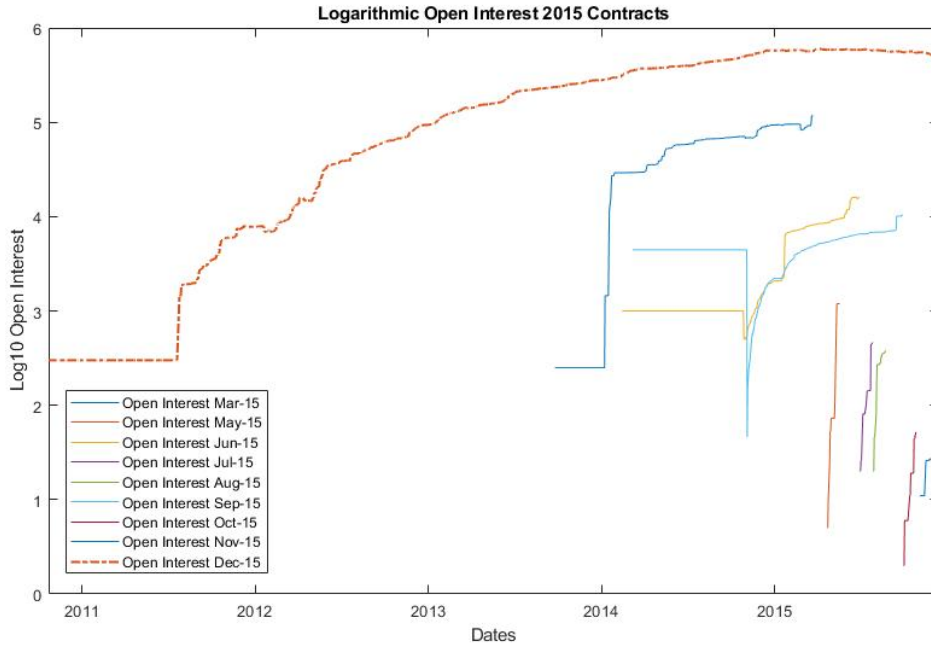 Logarithmic Open Interest 2015 Contracts
6
5
4
3
2
1
0
Log10 Open Interest
Open Interest Mar-15
Open Interest May-15
Open Interest Jun-15
Open Interest Jul-15
Open Interest Aug-15
Open Interest Sep-15
Open Interest Oct-15
Open Interest Nov-15
Open Interest Dec-15
2011 2012 2013 2014 2015
Dates